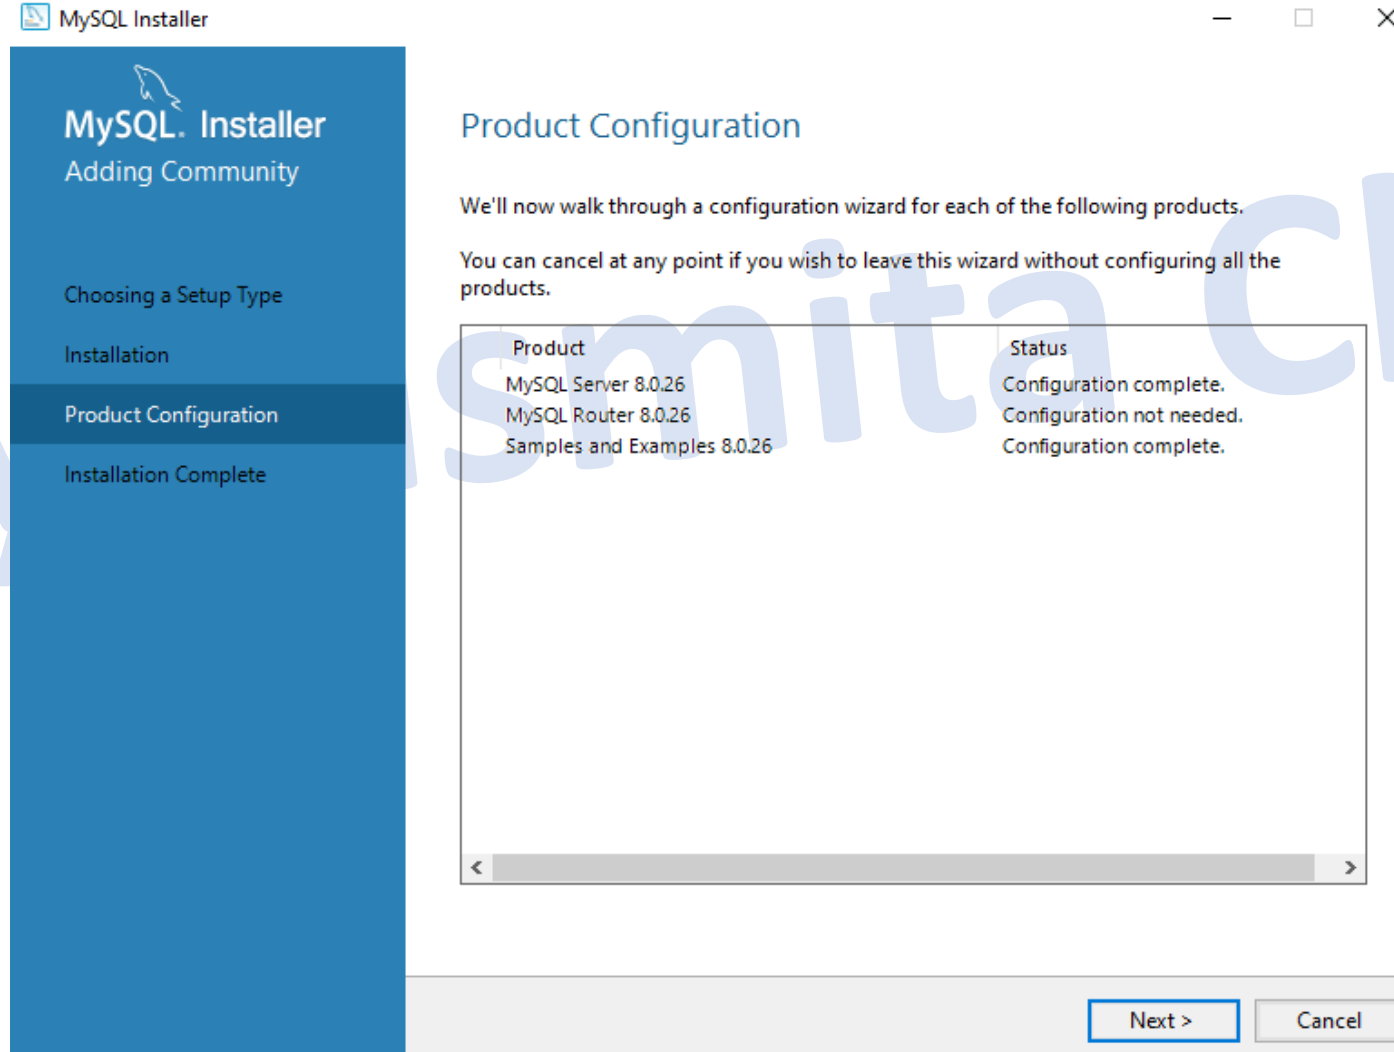 MySQL Installer
MySQL. Installer
Adding Community
Choosing a Setup Type
Installation
Product Configuration
Installation Complete
Product Configuration
We'll now walk through a configuration wizard for each of the following products.
You can cancel at any point if you wish to leave this wizard without configuring all the
products.
Product Status
MySQL Server 8.0.26 Configuration complete.
MySQL Router 8.0.26 Configuration not needed.
Samples and Examples 8.0.26 Configuration complete.
Next > Cancel